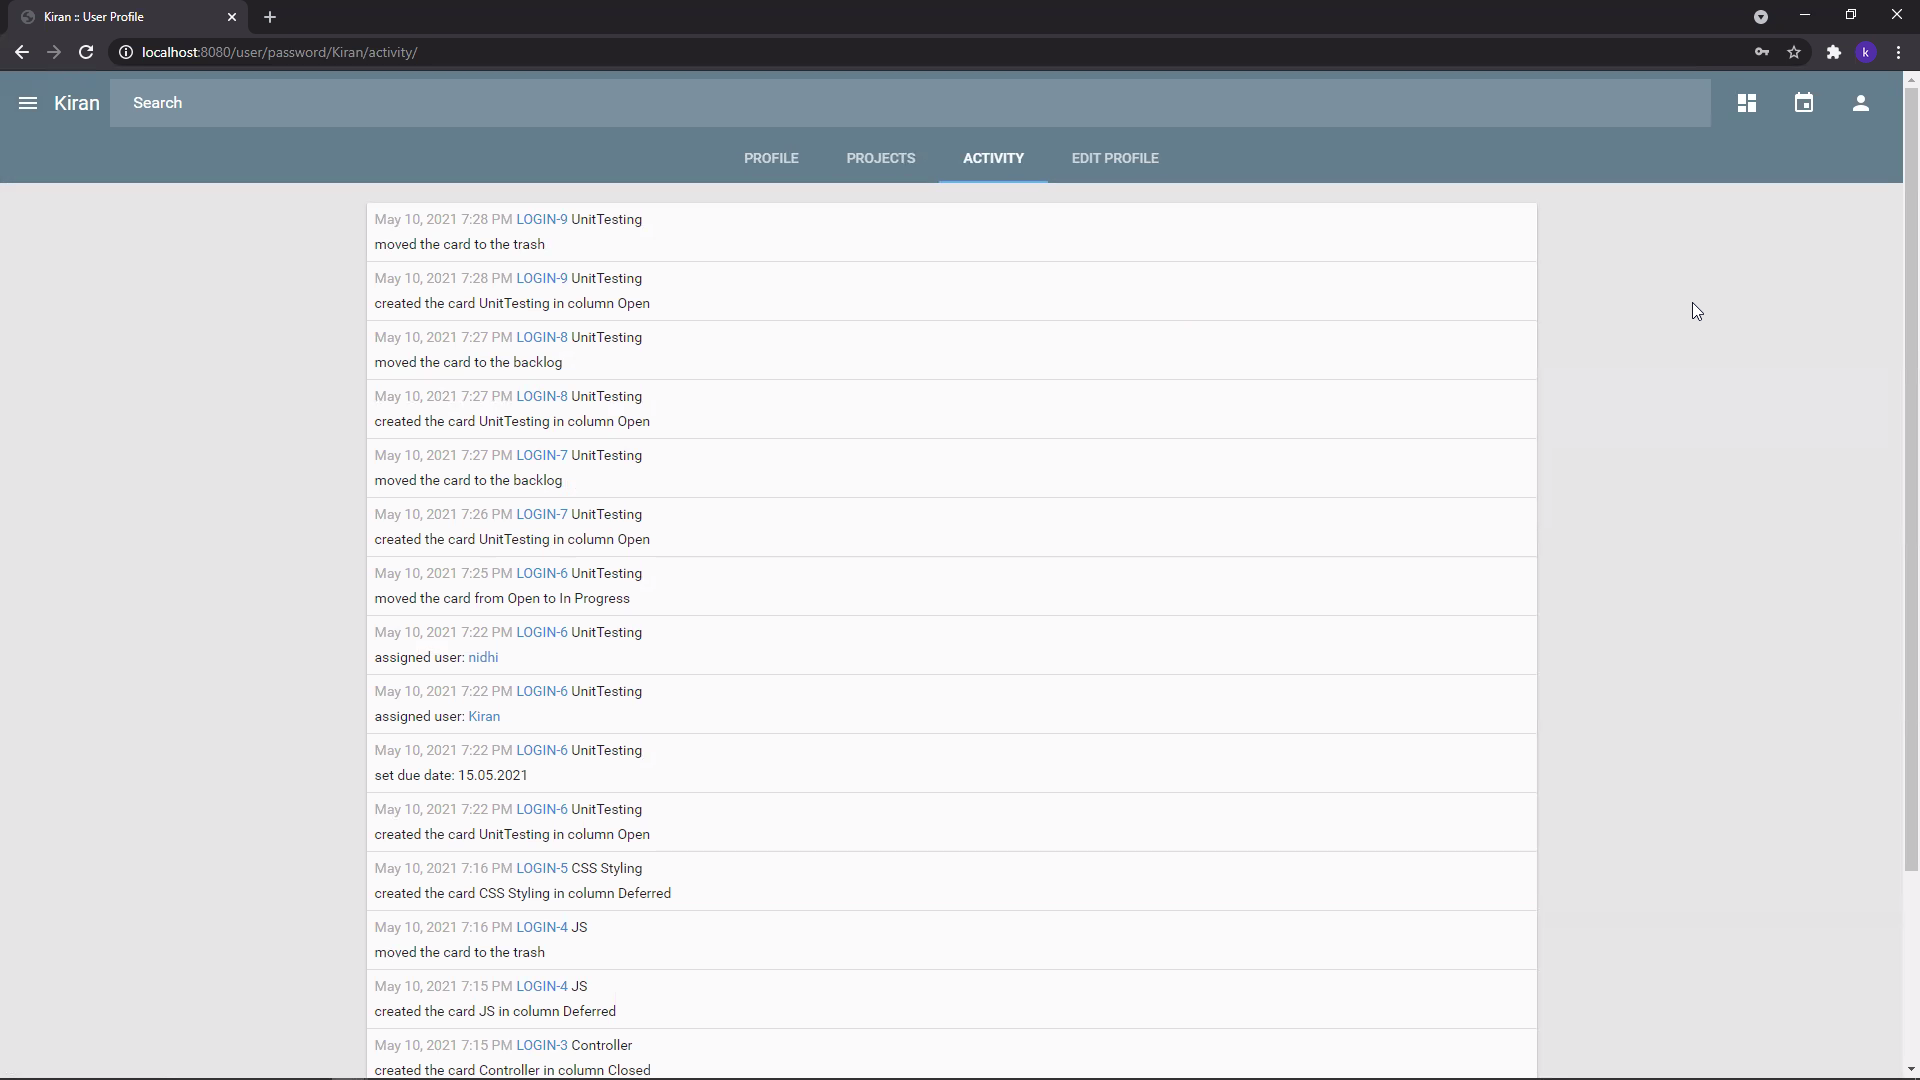 Kiran :: User Profile
localhost:8080/user/password/Kiran/activity/
k
Kiran
Search
PROFILE
PROJECTS
ACTIVITY
EDIT PROFILE
May 10, 2021 7:28 PM LOGIN-9 UnitTesting
moved the card to the trash
May 10, 2021 7:28 PM LOGIN-9 UnitTesting
created the card UnitTesting in column Open
May 10, 2021 7:27 PM LOGIN-8 UnitTesting
moved the card to the backlog
May 10, 2021 7:27 PM LOGIN-8 UnitTesting
created the card UnitTesting in column Open
May 10, 2021 7:27 PM LOGIN-7 UnitTesting
moved the card to the backlog
May 10, 2021 7:26 PM LOGIN-7 UnitTesting
created the card UnitTesting in column Open
May 10, 2021 7:25 PM LOGIN-6 UnitTesting
moved the card from Open to In Progress
May 10, 2021 7:22 PM LOGIN-6 UnitTesting
assigned user: nidhi
May 10, 2021 7:22 PM LOGIN-6 UnitTesting
assigned user: Kiran
May 10, 2021 7:22 PM LOGIN-6 UnitTesting
set due date: 15.05.2021
May 10, 2021 7:22 PM LOGIN-6 UnitTesting
created the card UnitTesting in column Open
May 10, 2021 7:16 PM LOGIN-5 CSS Styling
created the card CSS Styling in column Deferred
May 10, 2021 7:16 PM LOGIN-4 JS
moved the card to the trash
May 10, 2021 7:15 PM LOGIN-4 JS
created the card JS in column Deferred
May 10, 2021 7:15 PM LOGIN-3 Controller
created the card Controller in column Closed